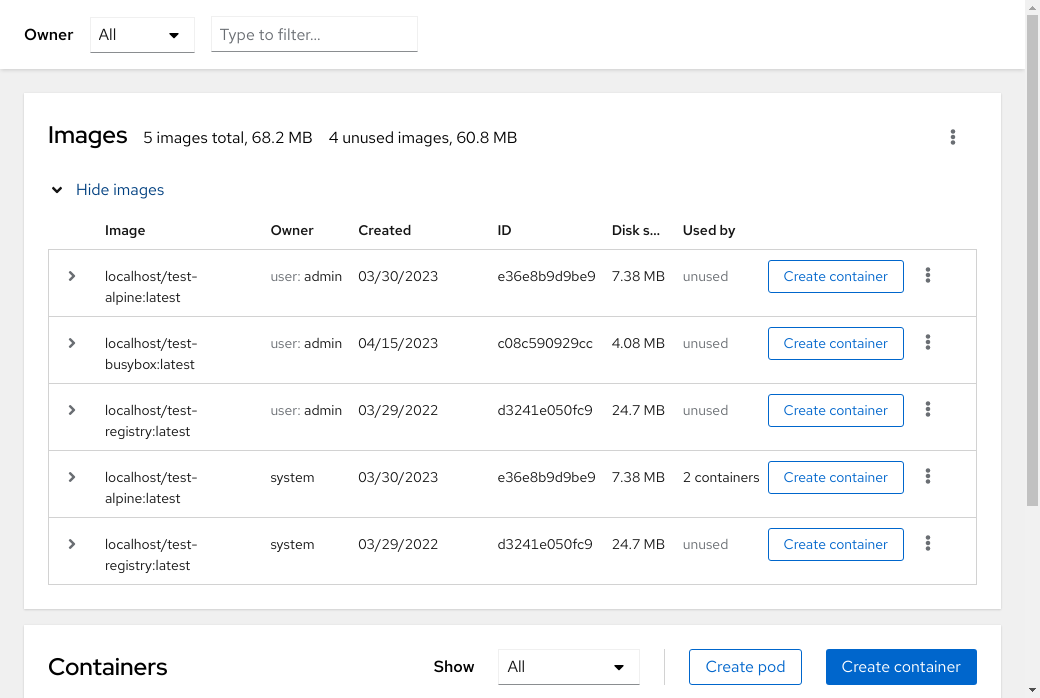 Owner All Type to filter...
Images 5 images total, 68.2 MB 4 unused images, 60.8 MB
Hide images
Image Owner Created ID Disk s... Used by
localhost/test- user: admin 03/30/2023 e36e8b9d9be9 7.38 MB unused Create container
alpine:latest
localhost/test- user: admin 04/15/2023 c08c590929cc 4.08 MB unused Create container
busybox:latest
localhost/test- user: admin 03/29/2022 d3241e050fc9 24.7 MB unused Create container
registry:latest
localhost/test- system 03/30/2023 e36e8b9d9be9 7.38 MB 2 containers Create container
alpine:latest
localhost/test- system 03/29/2022 d3241e050fc9 24.7 MB unused Create container
registry:latest
Containers Show All Create pod Create container